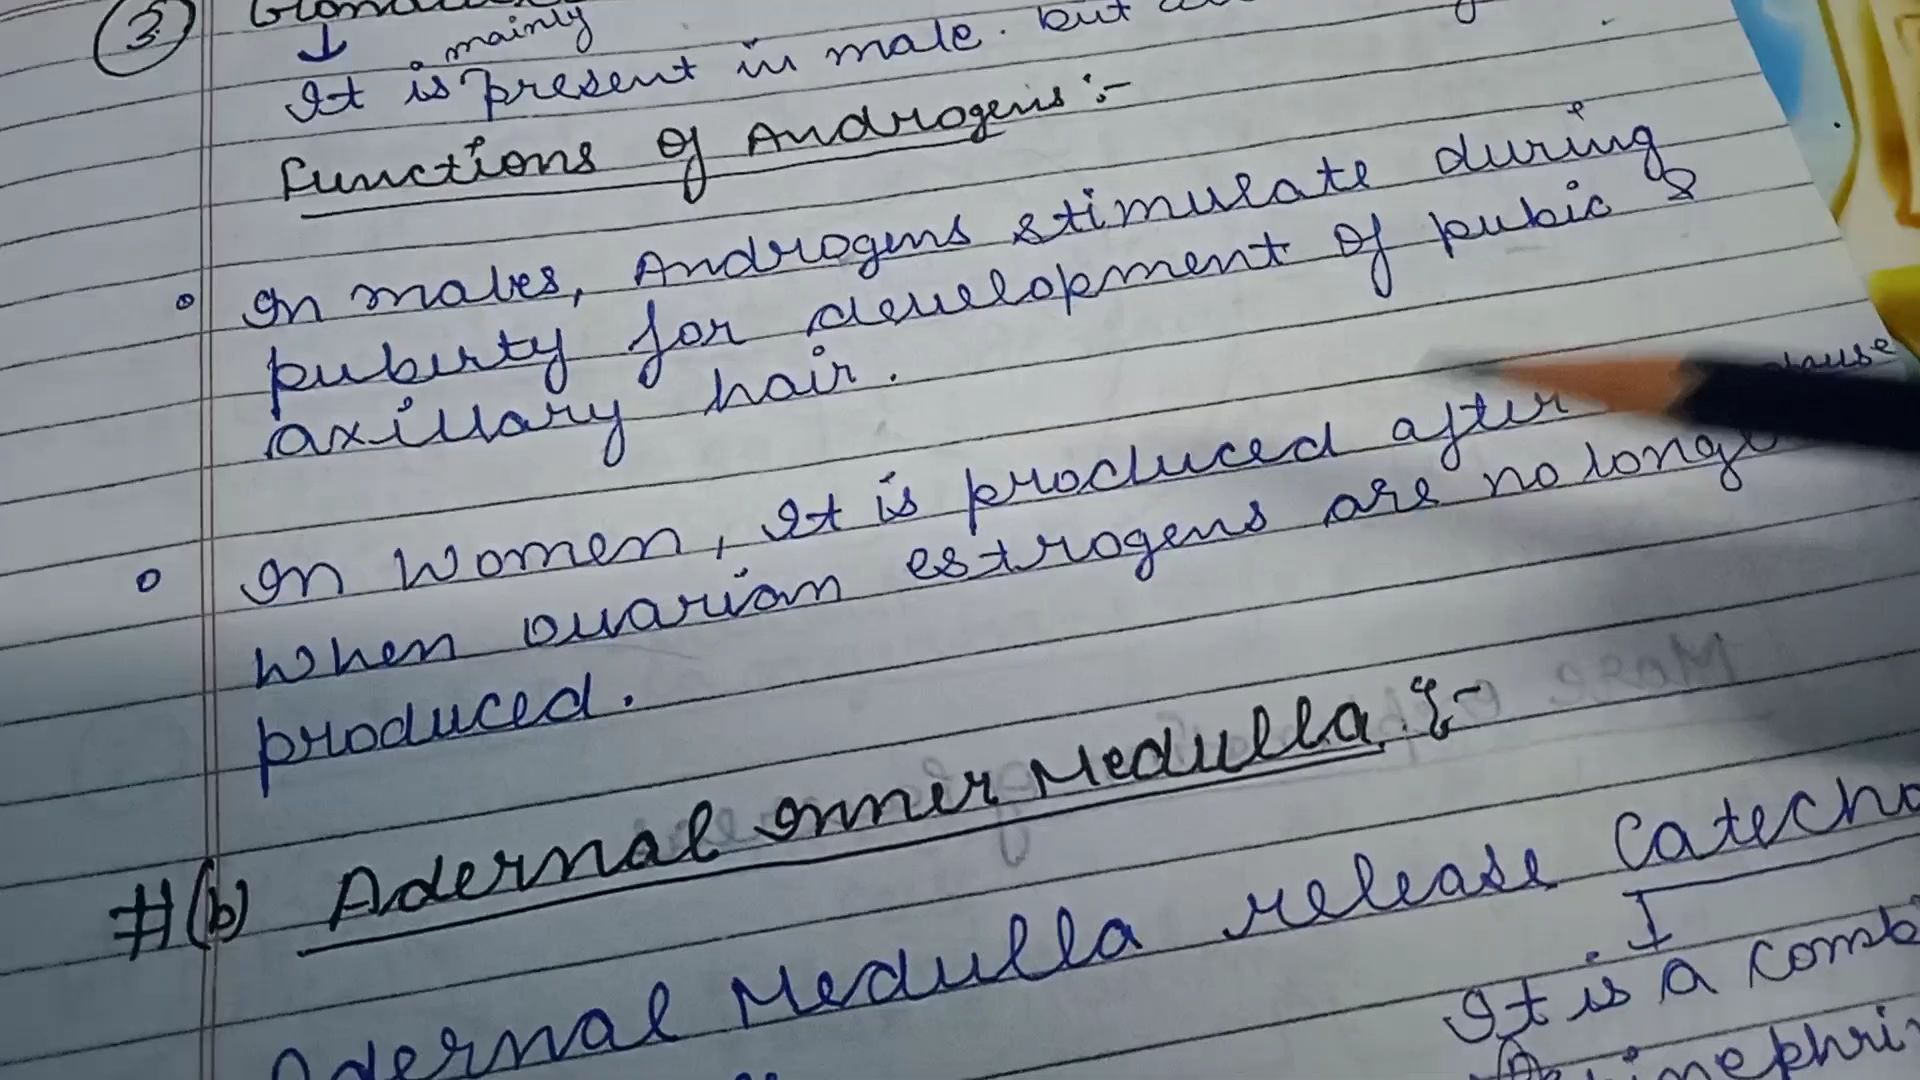 3
mainly
It is present in male. but
Functions of Androgens :-
In males, Androgens stimulate during
puberty for development of pubic &
axillary hair.
In Women, It is produced after
when ovarian estrogens are no longe
produced.
#(b) Adernal Inner Medulla :-
Adernal Medulla release Catecho
It is a comb